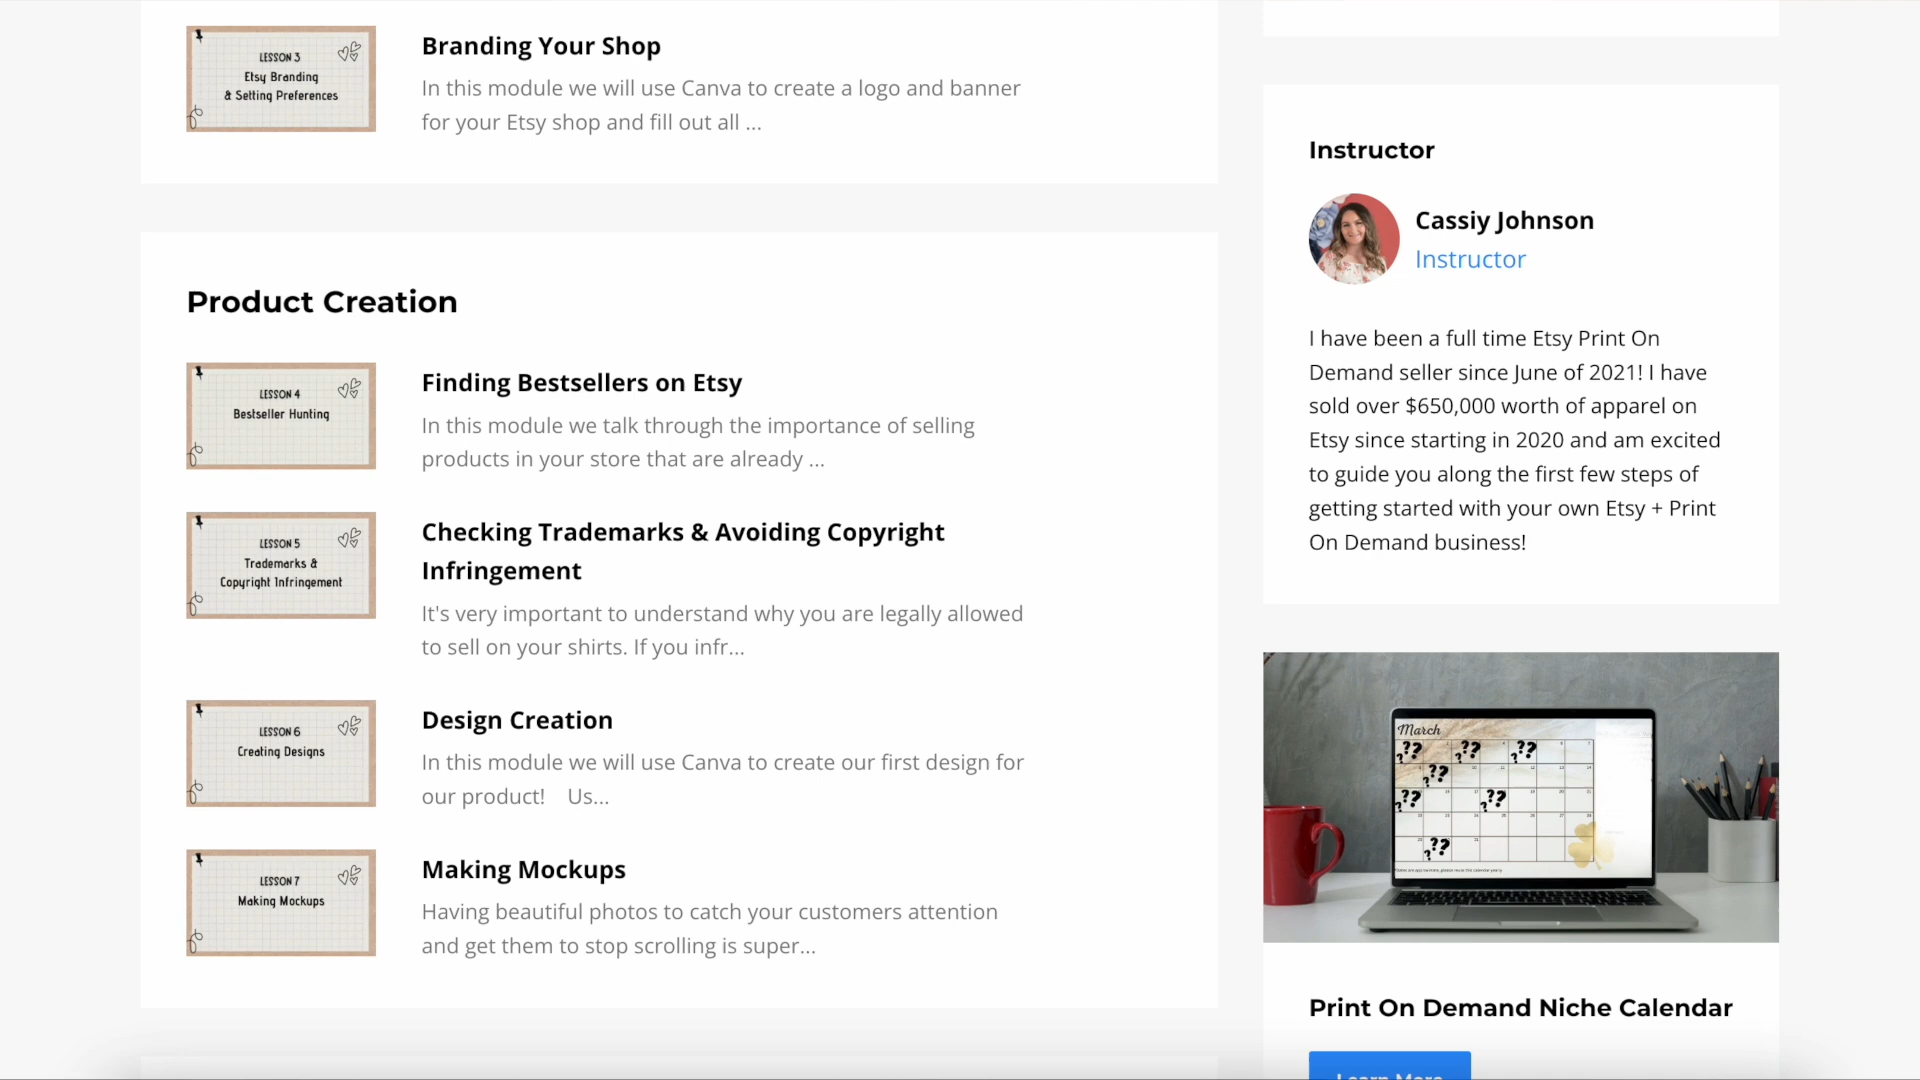 LESSON 3
Etsy Branding
& Setting Preferences
Branding Your Shop
In this module we will use Canva to create a logo and banner
for your Etsy shop and fill out all ...
Product Creation
LESSON 4
Bestseller Hunting
Finding Bestsellers on Etsy
In this module we talk through the importance of selling
products in your store that are already ...
LESSON 5
Trademarks &
Copyright Infringement
Checking Trademarks & Avoiding Copyright
Infringement
It's very important to understand why you are legally allowed
to sell on your shirts. If you infr...
LESSON 6
Creating Designs
Design Creation
In this module we will use Canva to create our first design for
our product! Us...
LESSON 7
Making Mockups
Making Mockups
Having beautiful photos to catch your customers attention
and get them to stop scrolling is super...
Instructor
Cassiy Johnson
Instructor
I have been a full time Etsy Print On
Demand seller since June of 2021! I have
sold over $650,000 worth of apparel on
Etsy since starting in 2020 and am excited
to guide you along the first few steps of
getting started with your own Etsy + Print
On Demand business!
March
Print On Demand Niche Calendar
Learn More